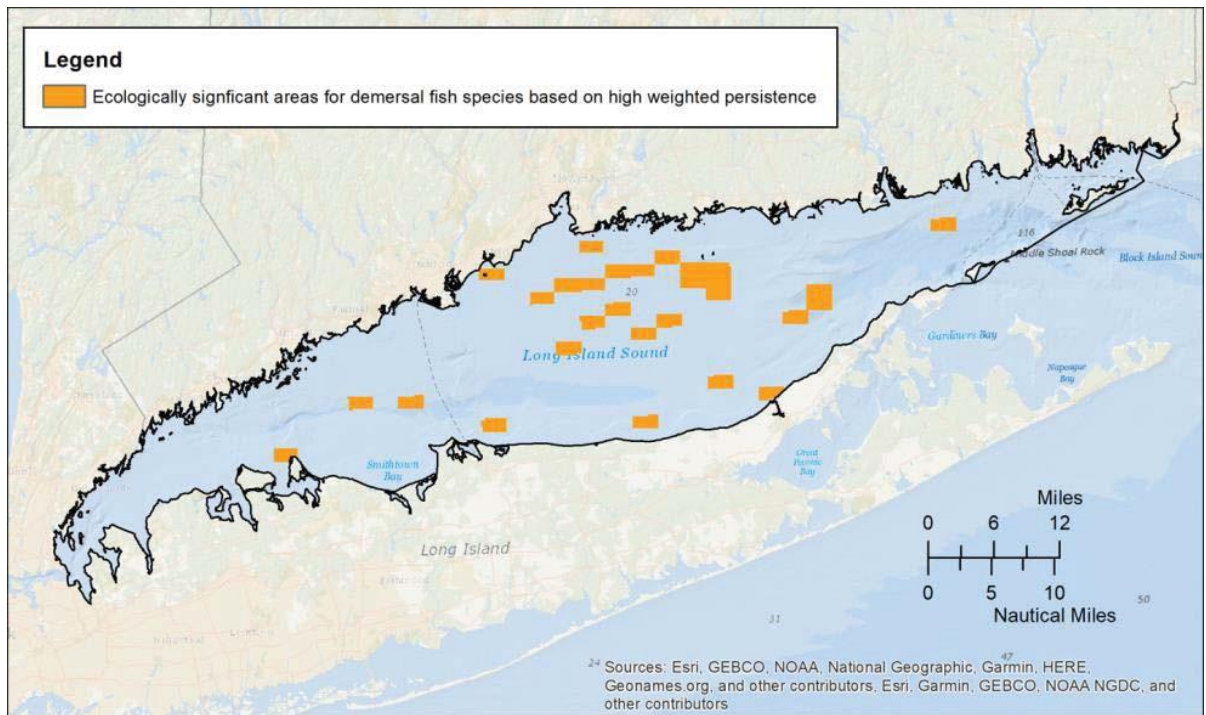 Legend
Ecologically signficant areas for demersal fish species based on high weighted persistence
116
Middle Shoal Rock
Block Island Soun
20
Long Island Sound
Gardiners Bay
Napeague
Bay
Smithtown
Bay
Great
Peconic
Bay
Long Island
Miles
0 6 12
0 5 10
Nautical Miles
50
31
47
24
Sources: Esri, GEBCO, NOAA, National Geographic, Garmin, HERE,
Geonames.org, and other contributors, Esri, Garmin, GEBCO, NOAA NGDC, and
other contributors